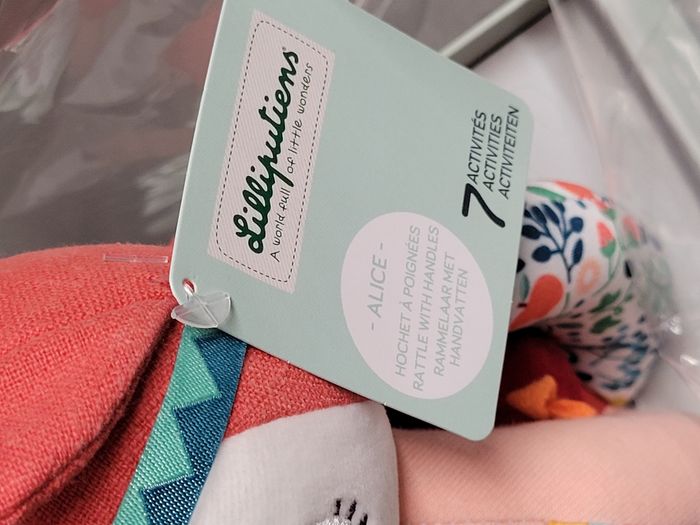 Lilliputiens
A world full of little wonders
7 ACTIVITÉS
ACTIVITIES
ACTIVITEITEN
- ALICE -
HOCHET À POIGNÉES
RATTLE WITH HANDLES
RAMMELAAR MET
HANDVATTEN